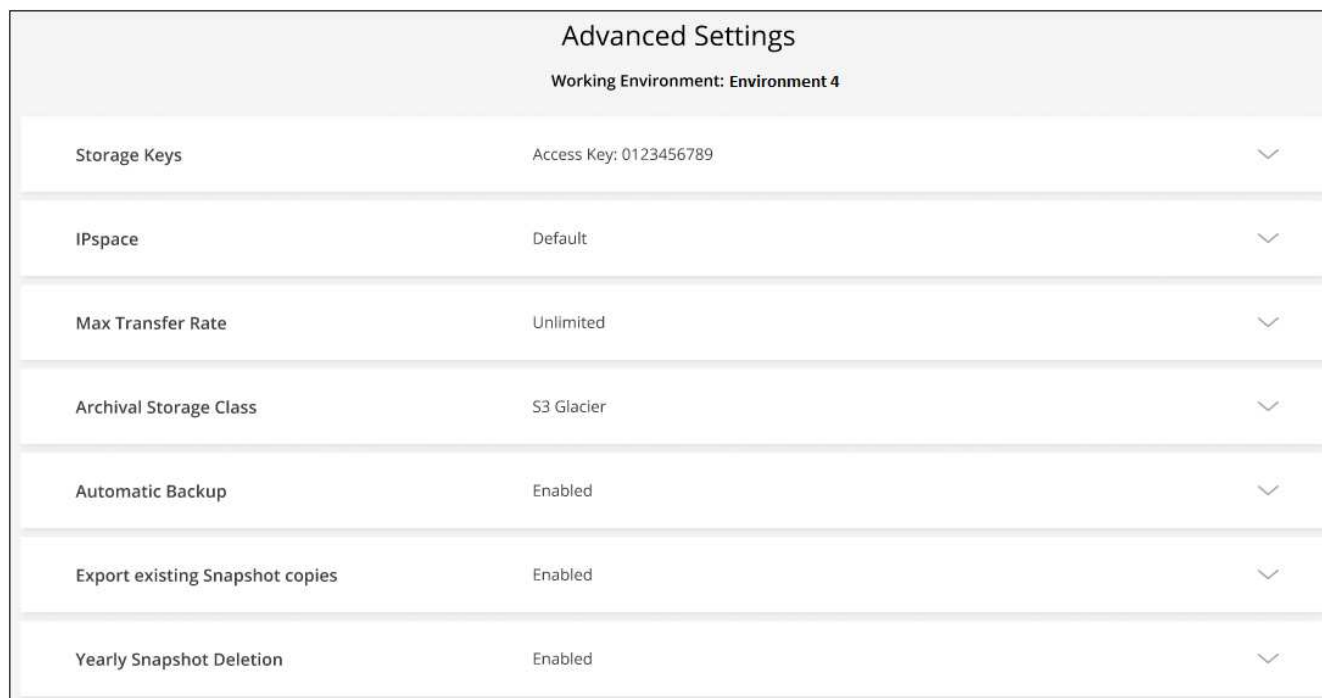 Advanced Settings
Working Environment: Environment 4
Storage Keys Access Key: 0123456789
IPspace Default
Max Transfer Rate Unlimited
Archival Storage Class S3 Glacier
Automatic Backup Enabled
Export existing Snapshot copies Enabled
Yearly Snapshot Deletion Enabled